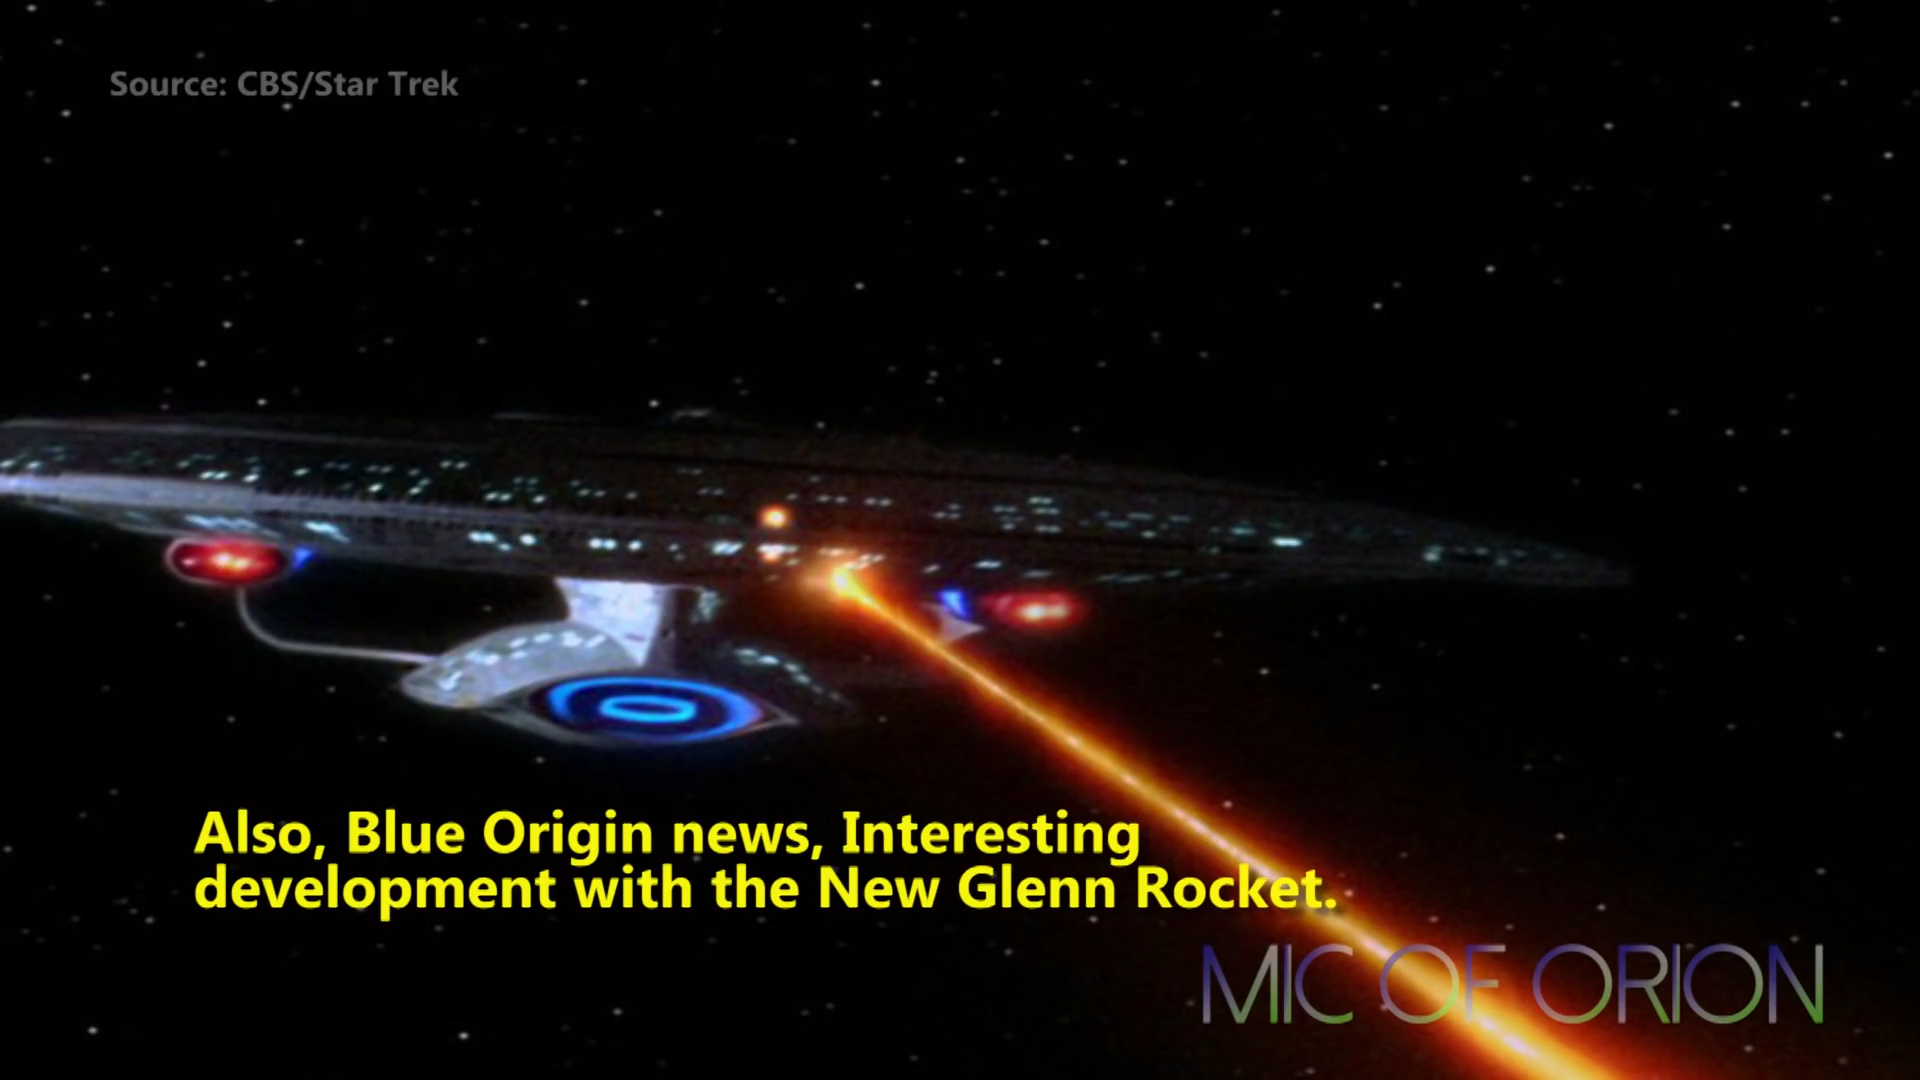 Source: CBS/Star Trek
Also, Blue Origin news, Interesting
development with the New Glenn Rocket.
MIC OF ORION